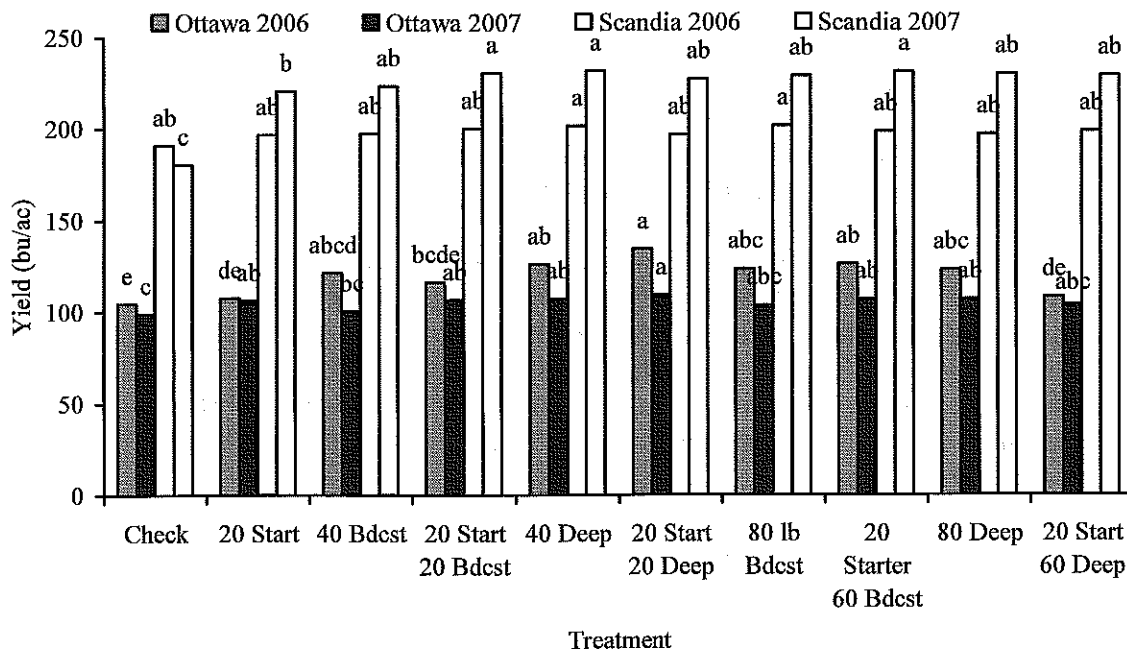 Ottawa 2006 Ottawa 2007 Scandia 2006 Scandia 2007
250
200
150
100
50
0
Yield (bu/ac)
e c ab c
de ab ab b
abcd bc ab ab
bcde ab ab a
ab ab a a
a a ab ab
abc abc a ab
ab ab ab a
abc ab ab ab
de abc ab ab
Check 20 Start 40 Bdcst 20 Start 40 Deep 20 Start 80 lb 20 80 Deep 20 Start
20 Bdcst 20 Deep Bdcst Starter 60 Deep
60 Bdcst
Treatment